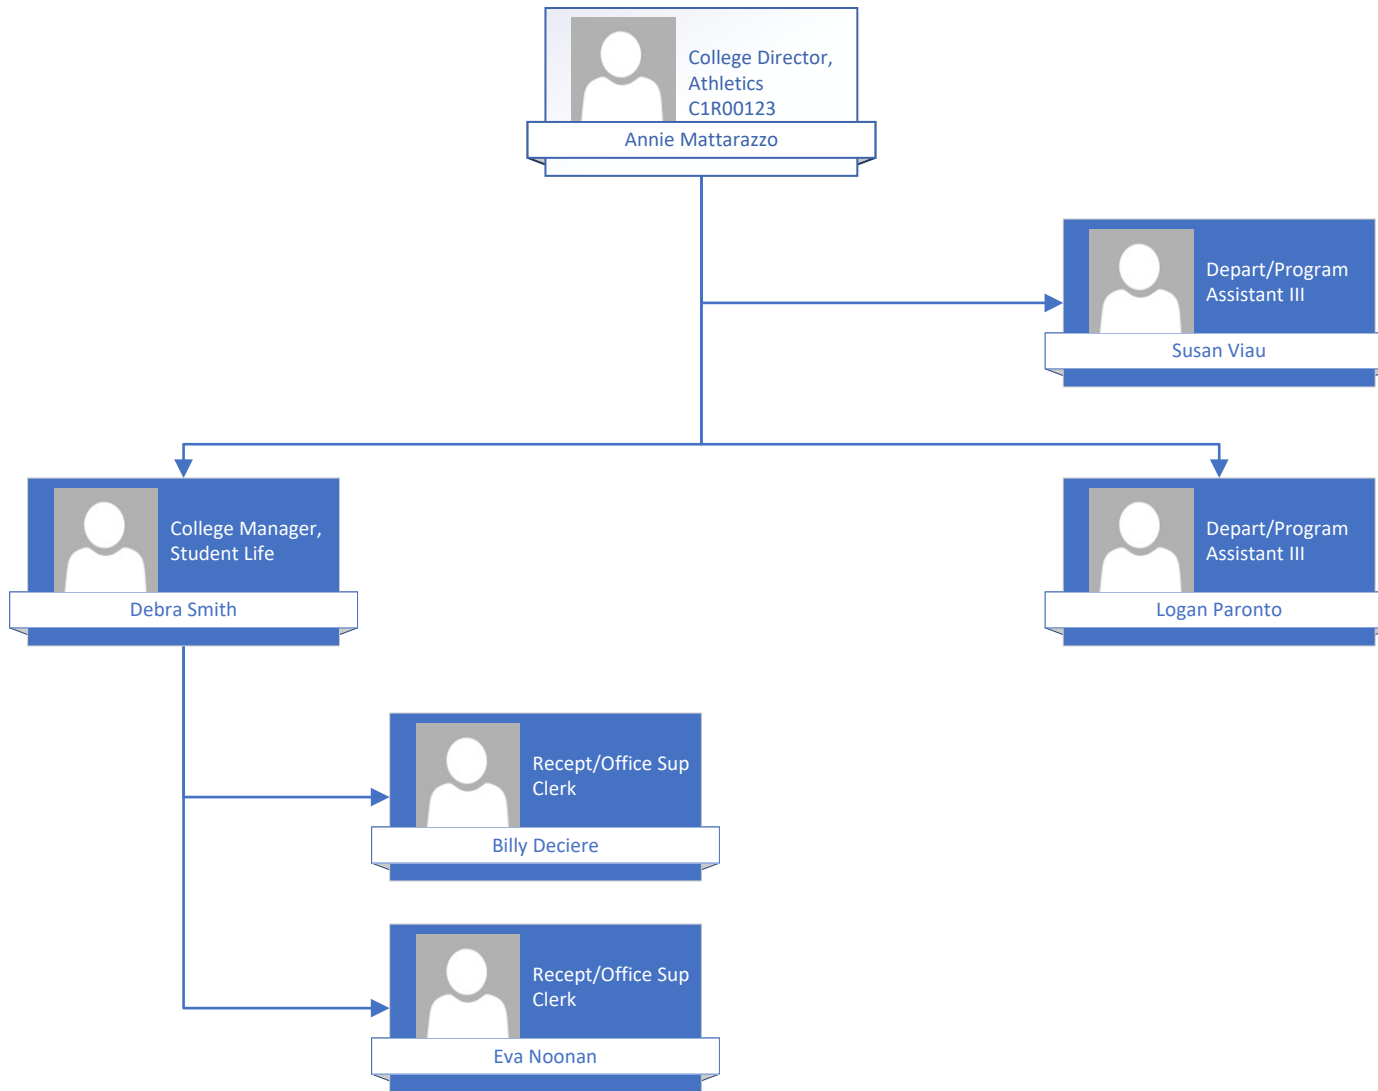 College Director,
Athletics
C1R00123
Annie Mattarazzo
Depart/Program
Assistant III
Susan Viau
College Manager,
Student Life
Debra Smith
Depart/Program
Assistant III
Logan Paronto
Recept/Office Sup
Clerk
Billy Deciere
Recept/Office Sup
Clerk
Eva Noonan